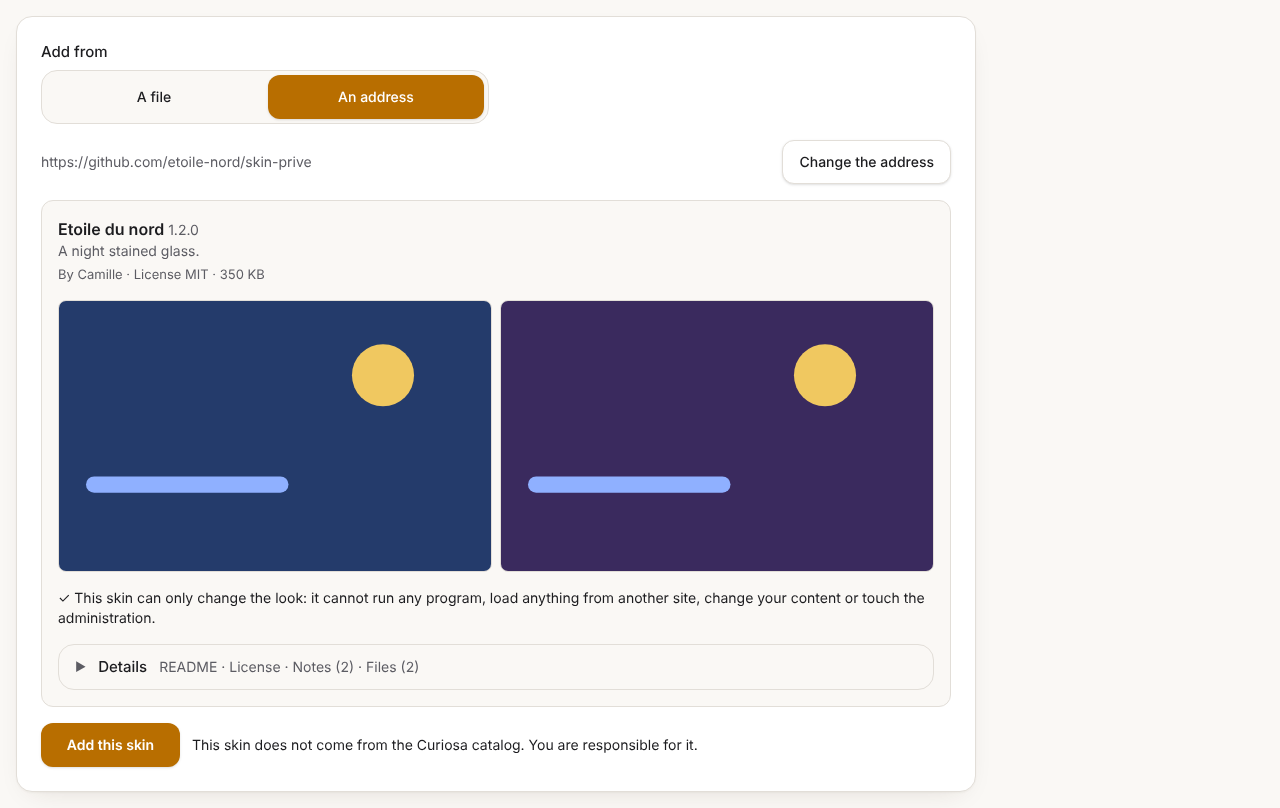 Add from
A file
An address
https://github.com/etoile-nord/skin-prive
Change the address
Etoile du nord 1.2.0
A night stained glass.
By Camille · License MIT · 350 KB
✓ This skin can only change the look: it cannot run any program, load anything from another site, change your content or touch the
administration.
▶ Details README · License · Notes (2) · Files (2)
Add this skin
This skin does not come from the Curiosa catalog. You are responsible for it.